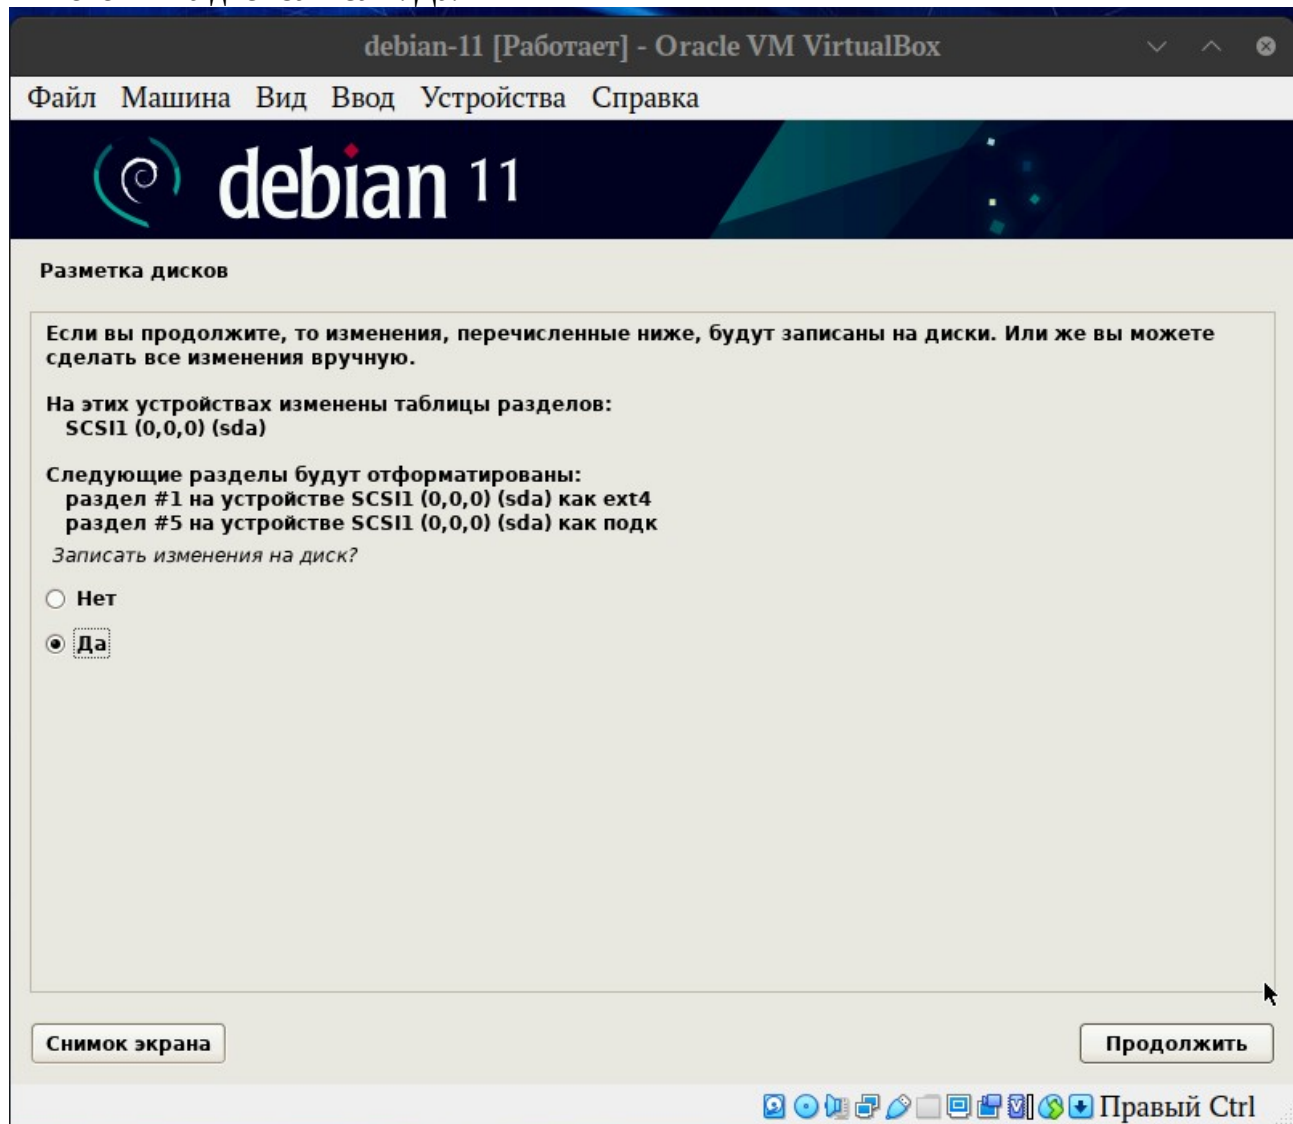 debian-11 [Работает] - Oracle VM VirtualBox
Файл Машина Вид Ввод Устройства Справка
debian 11
Разметка дисков
Если вы продолжите, то изменения, перечисленные ниже, будут записаны на диски. Или же вы можете
сделать все изменения вручную.
На этих устройствах изменены таблицы разделов:
SCSI1 (0,0,0) (sda)
Следующие разделы будут отформатированы:
раздел #1 на устройстве SCSI1 (0,0,0) (sda) как ext4
раздел #5 на устройстве SCSI1 (0,0,0) (sda) как подк
Записать изменения на диск?
Нет
Да
Снимок экрана
Продолжить
Правый Ctrl